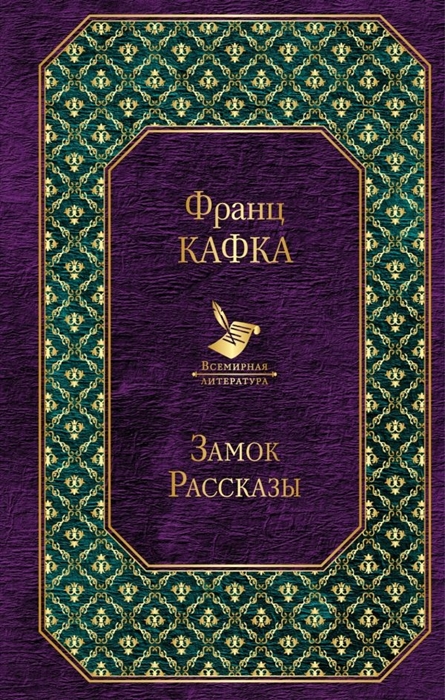 Франц
КАФКА
Всемирная
литература
Замок
Рассказы